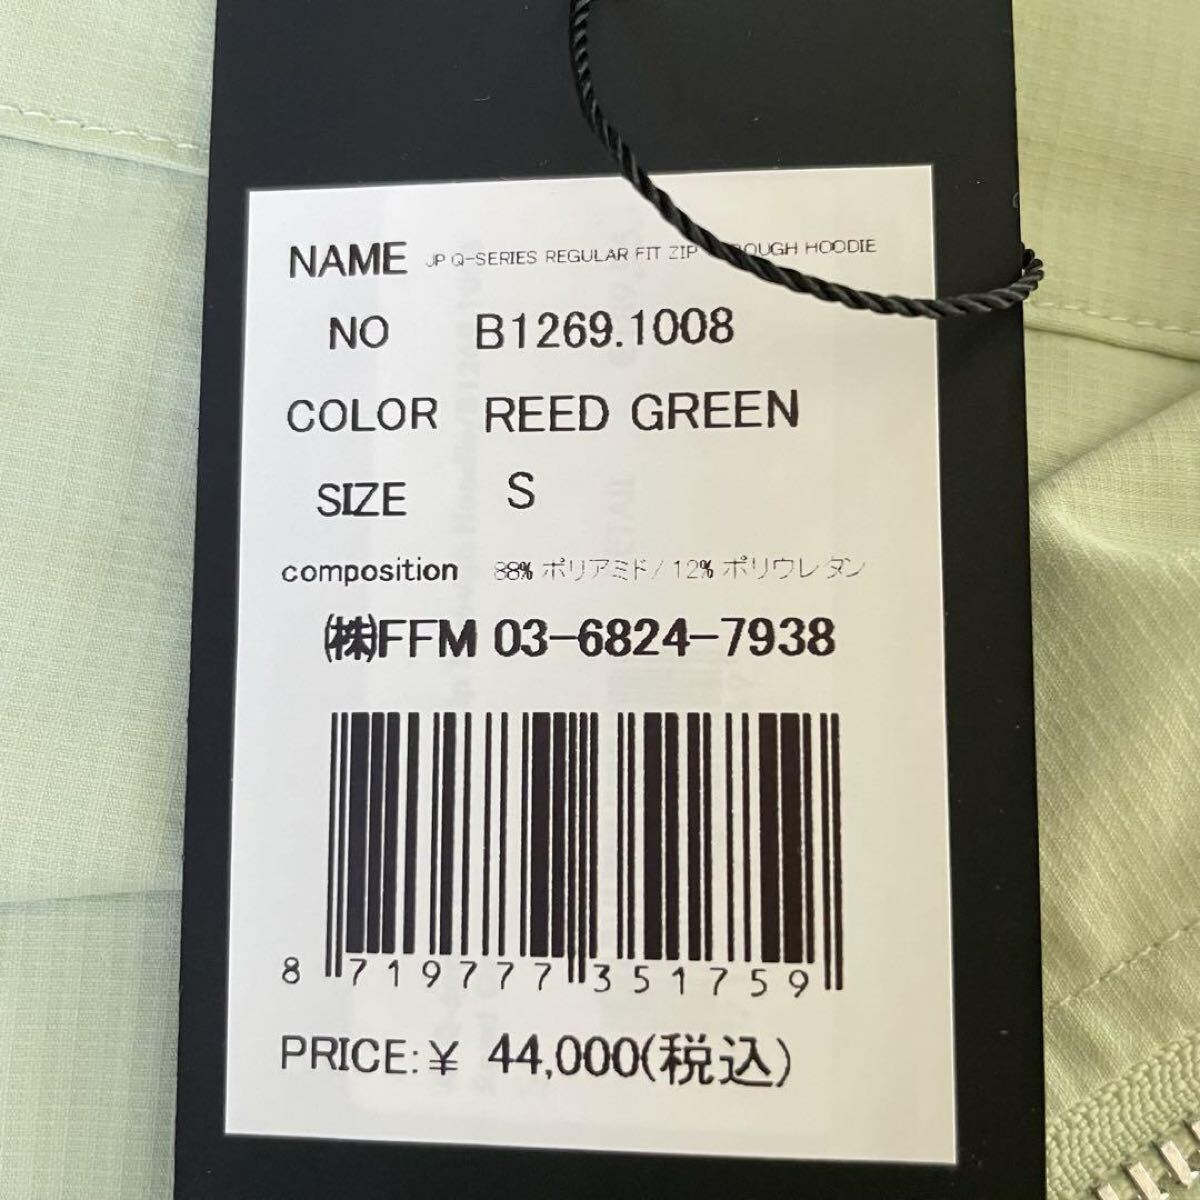 NAME JP Q-SERIES REGULAR FIT ZIP HOODIE
NO B1269.1008
COLOR REED GREEN
SIZE S
composition 88% ポリアミド/12% ポリウレタン
㈱FFM 03-6824-7938
8 719777 351759
PRICE:¥ 44,000(税込)